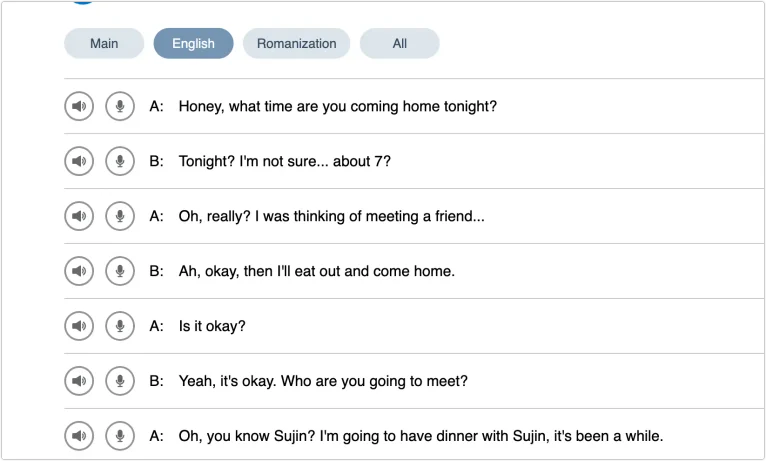 Main English Romanization All
A: Honey, what time are you coming home tonight?
B: Tonight? I'm not sure... about 7?
A: Oh, really? I was thinking of meeting a friend...
B: Ah, okay, then I'll eat out and come home.
A: Is it okay?
B: Yeah, it's okay. Who are you going to meet?
A: Oh, you know Sujin? I'm going to have dinner with Sujin, it's been a while.